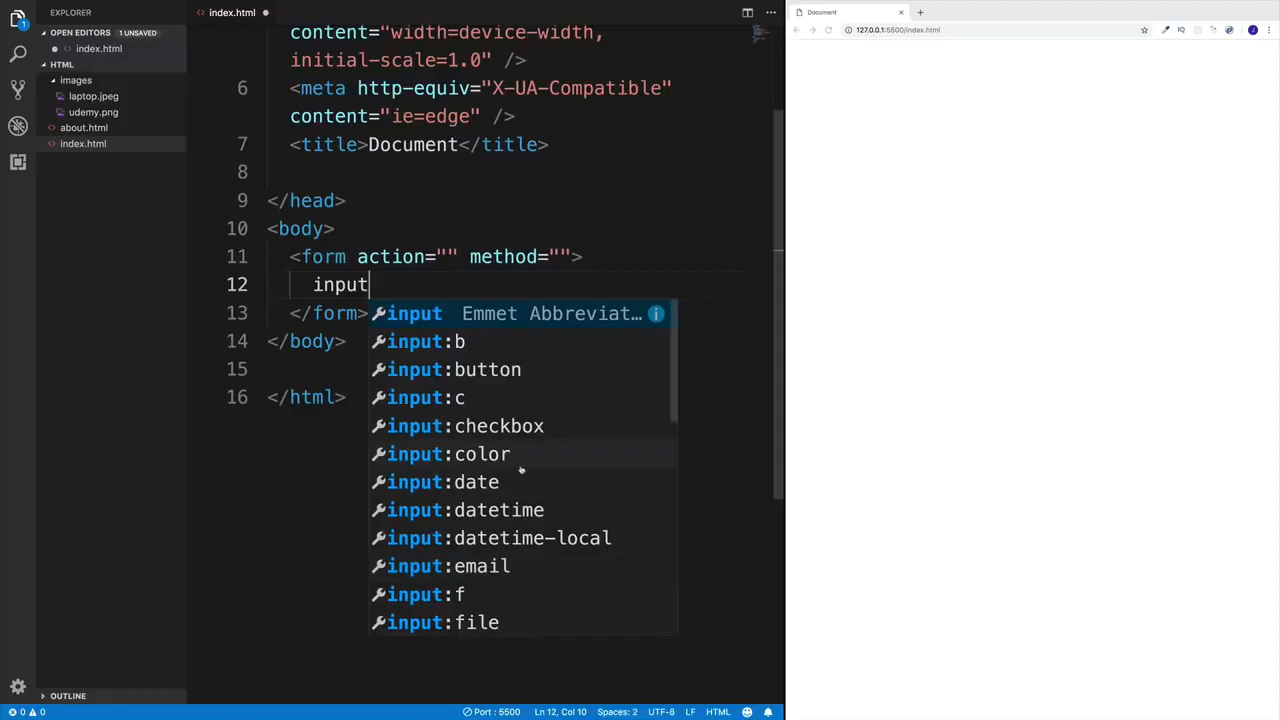 EXPLORER
OPEN EDITORS 1 UNSAVED
index.html
HTML
images
laptop.jpeg
udemy.png
about.html
index.html
OUTLINE
index.html
content="width=device-width,
initial-scale=1.0" />
6 <meta http-equiv="X-UA-Compatible"
content="ie=edge" />
7 <title>Document</title>
8
9 </head>
10 <body>
11 <form action="" method="">
12 input
13 </form>
14 </body>
15
16 </html>
input Emmet Abbreviat…
input:b
input:button
input:c
input:checkbox
input:color
input:date
input:datetime
input:datetime-local
input:email
input:f
input:file
0 0 Port : 5500 Ln 12, Col 10 Spaces: 2 UTF-8 LF HTML
Document
127.0.0.1:5500/index.html
IQ
J
1